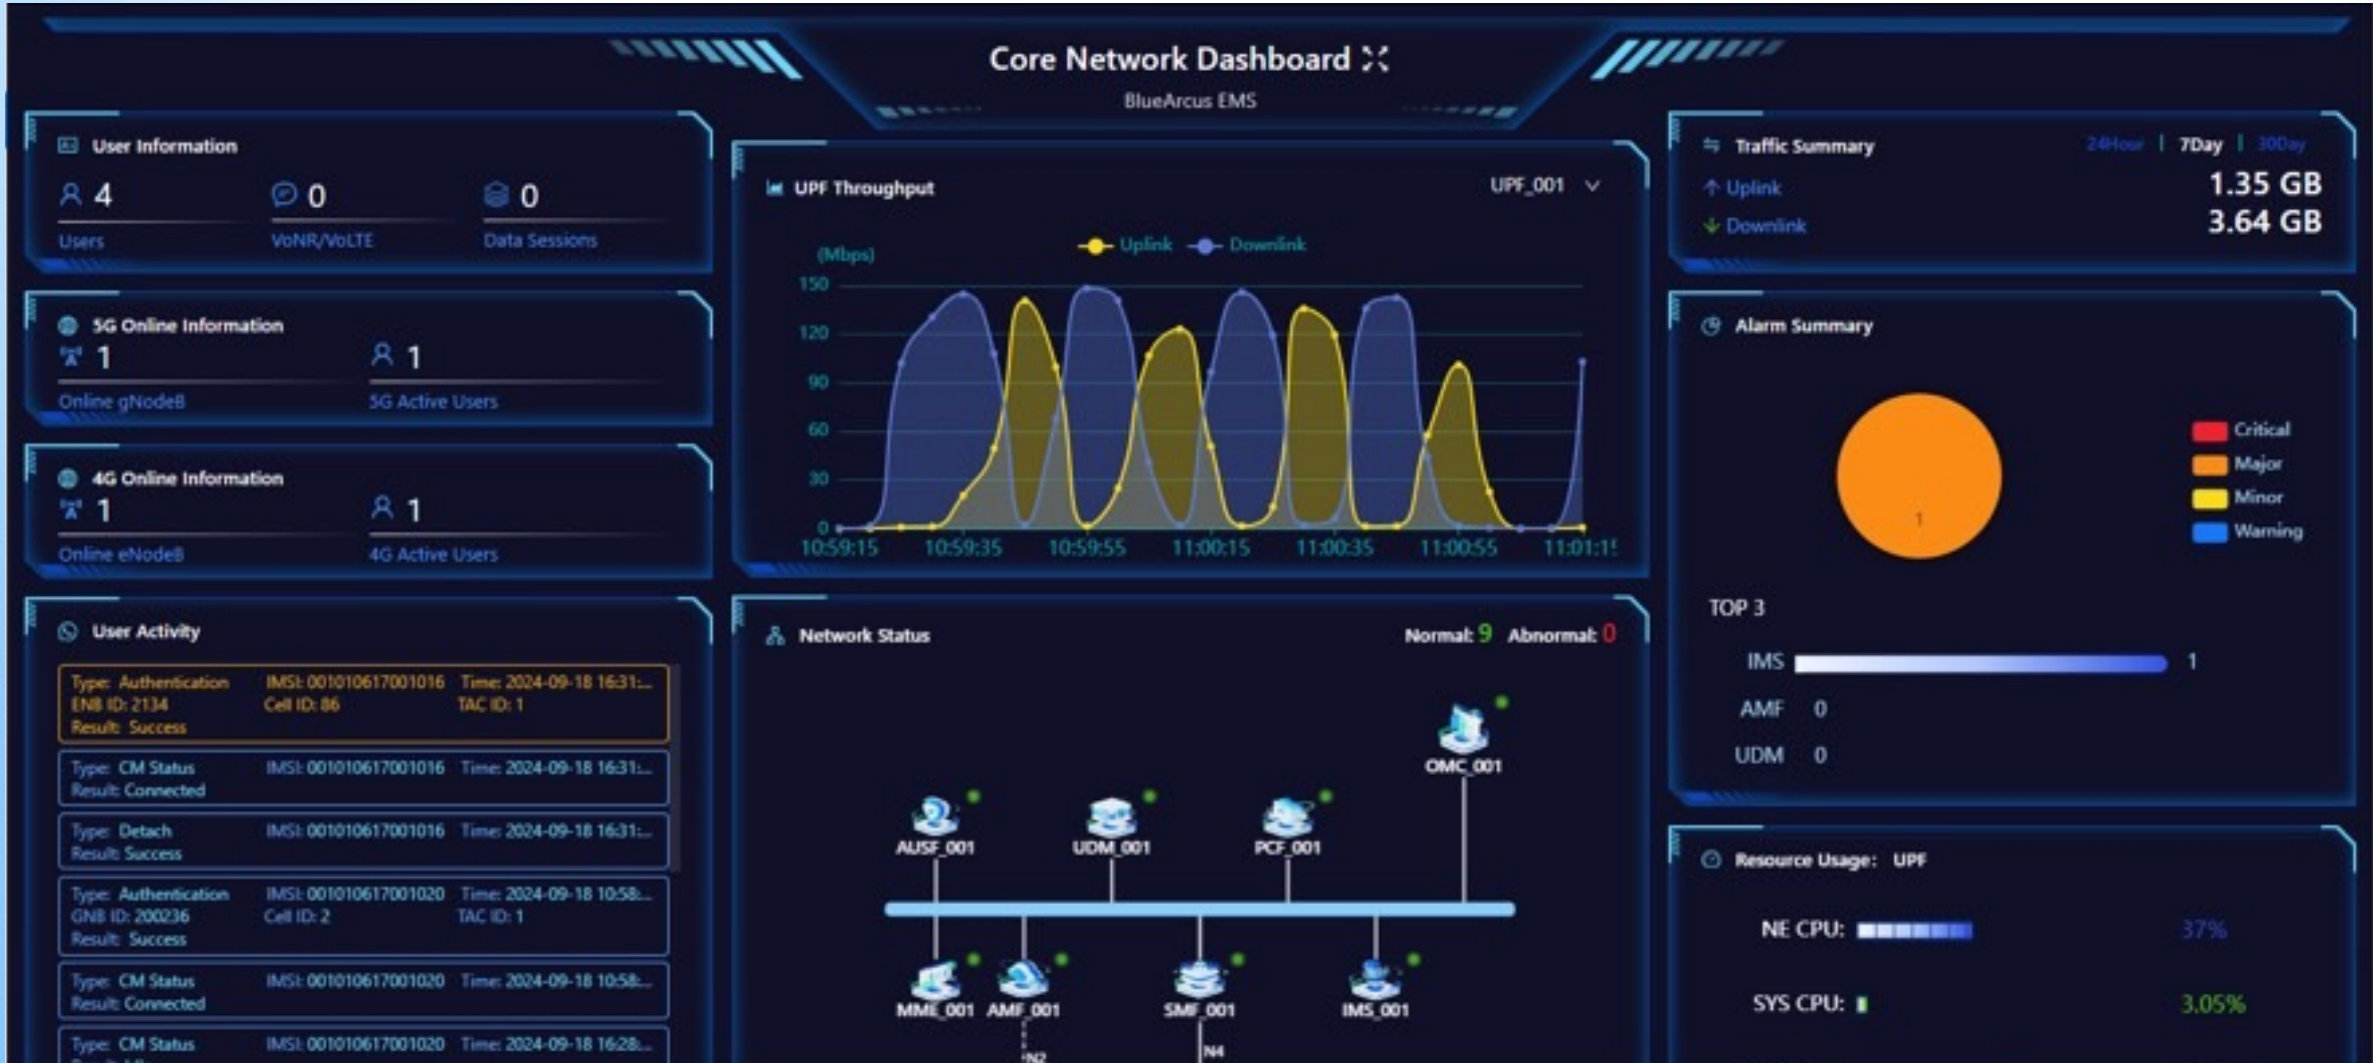 Core Network Dashboard
BlueArcus EMS
User Information
4
0
0
Users
VoNR/VoLTE
Data Sessions
5G Online Information
1
1
Online gNodeB
5G Active Users
4G Online Information
1
1
Online eNodeB
4G Active Users
User Activity
Type: Authentication IMSI: 001010617001016 Time: 2024-09-18 16:31:...
ENB ID: 2134 Cell ID: 86 TAC ID: 1
Result: Success
Type: CM Status IMSI: 001010617001016 Time: 2024-09-18 16:31:...
Result: Connected
Type: Detach IMSI: 001010617001016 Time: 2024-09-18 16:31:...
Result: Success
Type: Authentication IMSI: 001010617001020 Time: 2024-09-18 10:58:...
GNB ID: 200236 Cell ID: 2 TAC ID: 1
Result: Success
Type: CM Status IMSI: 001010617001020 Time: 2024-09-18 10:58:...
Result: Connected
Type: CM Status IMSI: 001010617001020 Time: 2024-09-18 16:28:...
UPF Throughput
UPF_001
Uplink Downlink
(Mbps)
150
120
90
60
30
0
10:59:15 10:59:35 10:59:55 11:00:15 11:00:35 11:00:55 11:01:15
Network Status
Normal: 9 Abnormal: 0
OMC_001
AUSF_001 UDM_001 PCF_001
MME_001 AMF_001 SMF_001 IMS_001
N2 N4
Traffic Summary
24Hour | 7Day | 30Day
Uplink 1.35 GB
Downlink 3.64 GB
Alarm Summary
1
Critical
Major
Minor
Warning
TOP 3
IMS 1
AMF 0
UDM 0
Resource Usage: UPF
NE CPU: 37%
SYS CPU: 3.05%